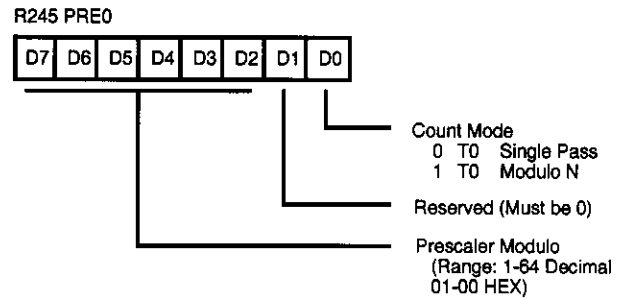 R245 PRE0
D7 D6 D5 D4 D3 D2 D1 D0
Count Mode
0 T0 Single Pass
1 T0 Modulo N
Reserved (Must be 0)
Prescaler Modulo
(Range: 1-64 Decimal
01-00 HEX)